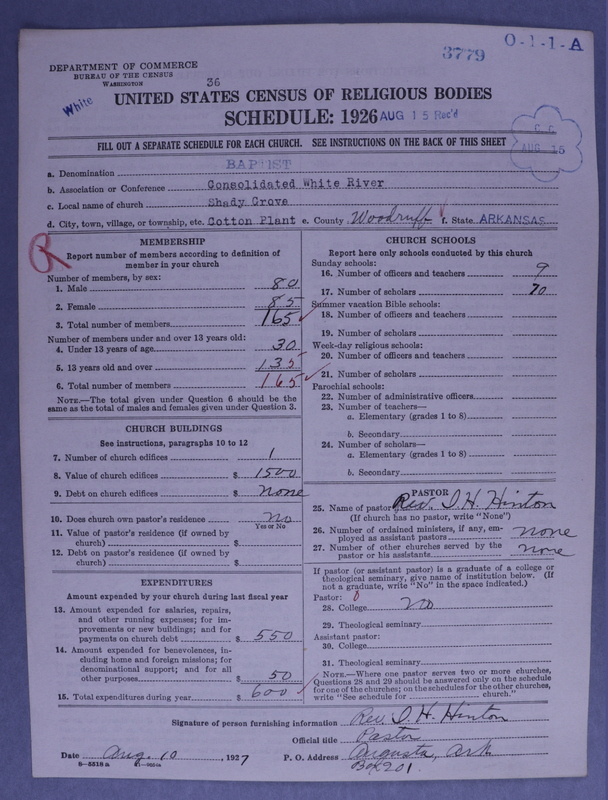 3779
O-1-1-A
DEPARTMENT OF COMMERCE
BUREAU OF THE CENSUS
WASHINGTON
36
White
UNITED STATES CENSUS OF RELIGIOUS BODIES
SCHEDULE: 1926 AUG 15 Rec'd
FILL OUT A SEPARATE SCHEDULE FOR EACH CHURCH. SEE INSTRUCTIONS ON THE BACK OF THIS SHEET
C C
AUG 15
a. Denomination BAPTIST
b. Association or Conference Consolidated White River
c. Local name of church Shady Grove
d. City, town, village, or township, etc. Cotton Plant e. County Woodruff f. State ARKANSAS
R
MEMBERSHIP
Report number of members according to definition of
member in your church
Number of members, by sex:
1. Male 80
2. Female 85
3. Total number of members 165
Number of members under and over 13 years old:
4. Under 13 years of age 30
5. 13 years old and over 135
6. Total number of members 165
NOTE.—The total given under Question 6 should be the
same as the total of males and females given under Question 3.
CHURCH BUILDINGS
See instructions, paragraphs 10 to 12
7. Number of church edifices 1
8. Value of church edifices $ 1500
9. Debt on church edifices $ none
10. Does church own pastor's residence no
Yes or No
11. Value of pastor's residence (if owned by
church) $
12. Debt on pastor's residence (if owned by
church) $
EXPENDITURES
Amount expended by your church during last fiscal year
13. Amount expended for salaries, repairs,
and other running expenses; for im-
provements or new buildings; and for
payments on church debt $ 550
14. Amount expended for benevolences, in-
cluding home and foreign missions; for
denominational support; and for all
other purposes $ 50
15. Total expenditures during year $ 600
CHURCH SCHOOLS
Report here only schools conducted by this church
Sunday schools:
16. Number of officers and teachers 9
17. Number of scholars 70
Summer vacation Bible schools:
18. Number of officers and teachers
19. Number of scholars
Week-day religious schools:
20. Number of officers and teachers
21. Number of scholars
Parochial schools:
22. Number of administrative officers
23. Number of teachers—
a. Elementary (grades 1 to 8)
b. Secondary
24. Number of scholars—
a. Elementary (grades 1 to 8)
b. Secondary
PASTOR
25. Name of pastor Rev. I. H. Hinton
(If church has no pastor, write "None")
26. Number of ordained ministers, if any, em-
ployed as assistant pastors none
27. Number of other churches served by the
pastor or his assistants none
If pastor (or assistant pastor) is a graduate of a college or
theological seminary, give name of institution below. (If
not a graduate, write "No" in the space indicated.)
Pastor: 0
28. College no
29. Theological seminary
Assistant pastor:
30. College
31. Theological seminary
NOTE.—Where one pastor serves two or more churches,
Questions 28 and 29 should be answered only on the schedule
for one of the churches; on the schedules for the other churches,
write "See schedule for church."
Signature of person furnishing information Rev. I. H. Hinton
Official title Pastor
Date Aug. 10, 1927 P. O. Address Augusta, Ark
8—5518 a
Box 201.